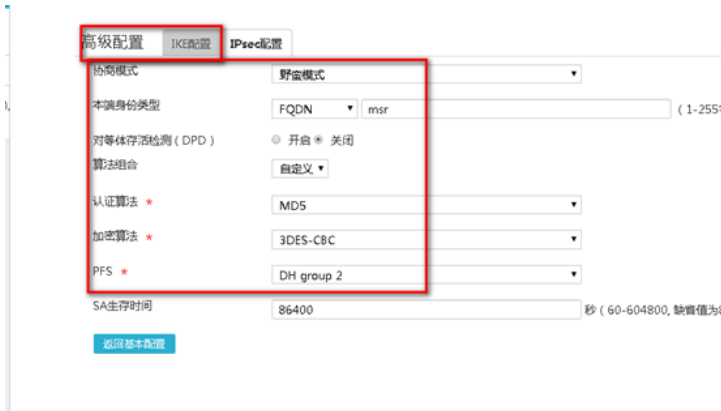 高级配置 IKE配置 IPsec配置
协商模式 野蛮模式
本端身份类型 FQDN msr (1-255
对等体存活检测(DPD) 开启 关闭
算法组合 自定义
认证算法 * MD5
加密算法 * 3DES-CBC
PFS * DH group 2
SA生存时间 86400 秒(60-604800, 缺省值为8
返回基本配置